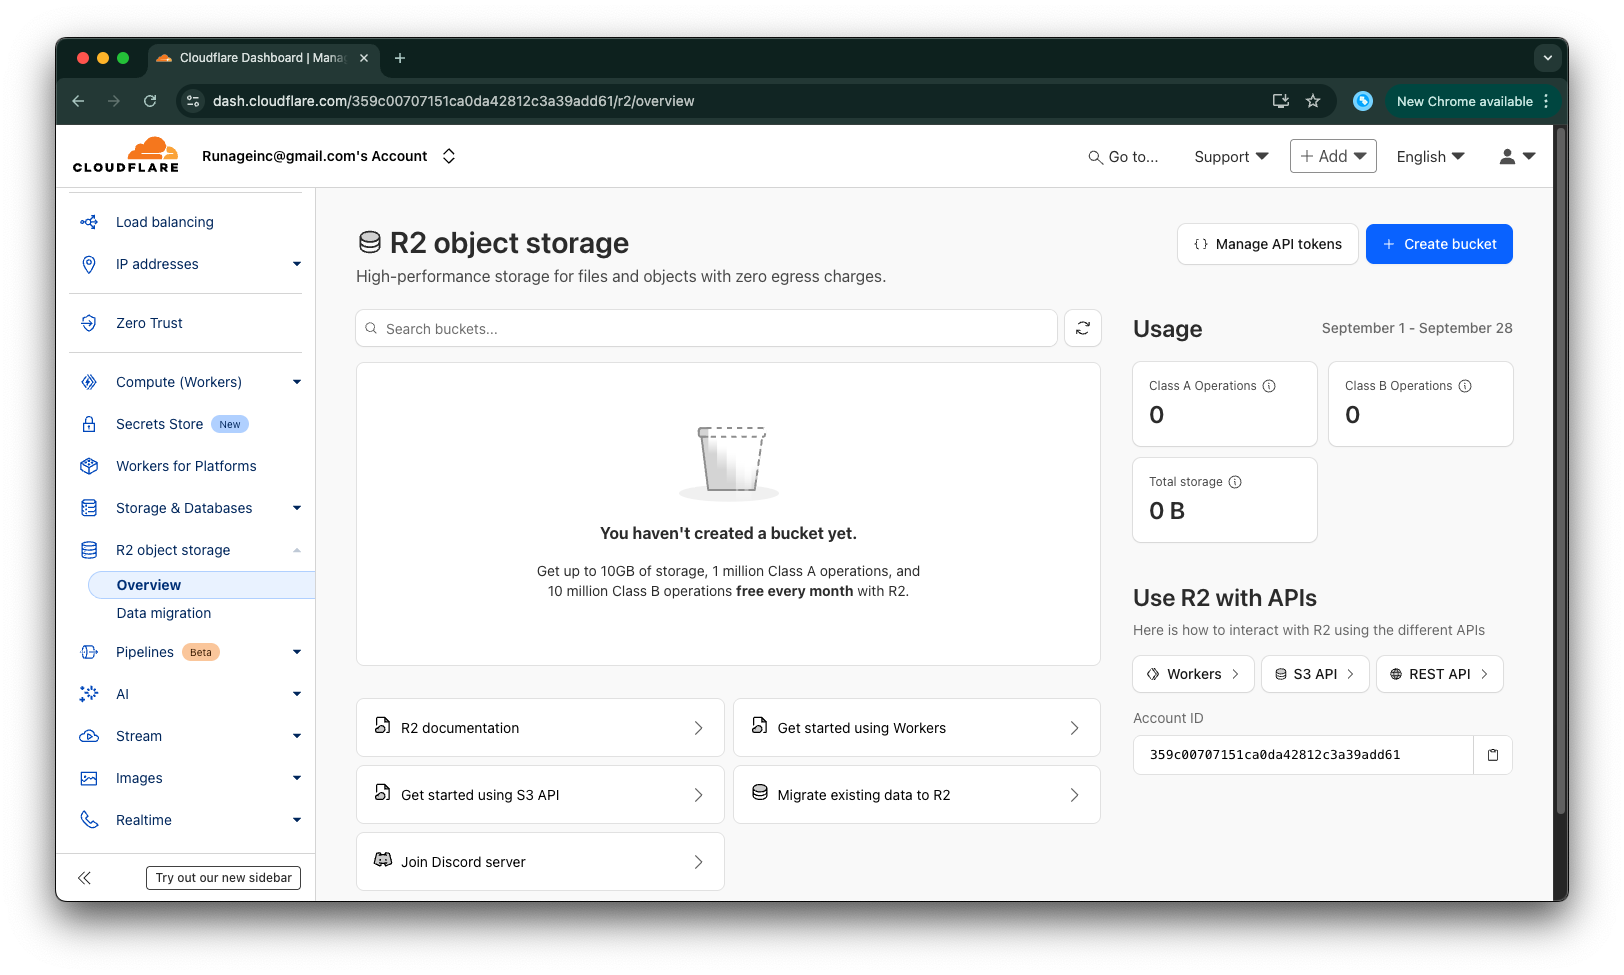 Cloudflare Dashboard | Mana
dash.cloudflare.com/359c00707151ca0da42812c3a39add61/r2/overview
New Chrome available
CLOUDFLARE
Runageinc@gmail.com's Account
Go to...
Support
+ Add
English
Load balancing
IP addresses
Zero Trust
Compute (Workers)
Secrets Store New
Workers for Platforms
Storage & Databases
R2 object storage
Overview
Data migration
Pipelines Beta
AI
Stream
Images
Realtime
Try out our new sidebar
R2 object storage
High-performance storage for files and objects with zero egress charges.
Manage API tokens
+ Create bucket
Search buckets...
You haven't created a bucket yet.
Get up to 10GB of storage, 1 million Class A operations, and
10 million Class B operations free every month with R2.
R2 documentation
Get started using Workers
Get started using S3 API
Migrate existing data to R2
Join Discord server
Usage
September 1 - September 28
Class A Operations
0
Class B Operations
0
Total storage
0 B
Use R2 with APIs
Here is how to interact with R2 using the different APIs
Workers
S3 API
REST API
Account ID
359c00707151ca0da42812c3a39add61